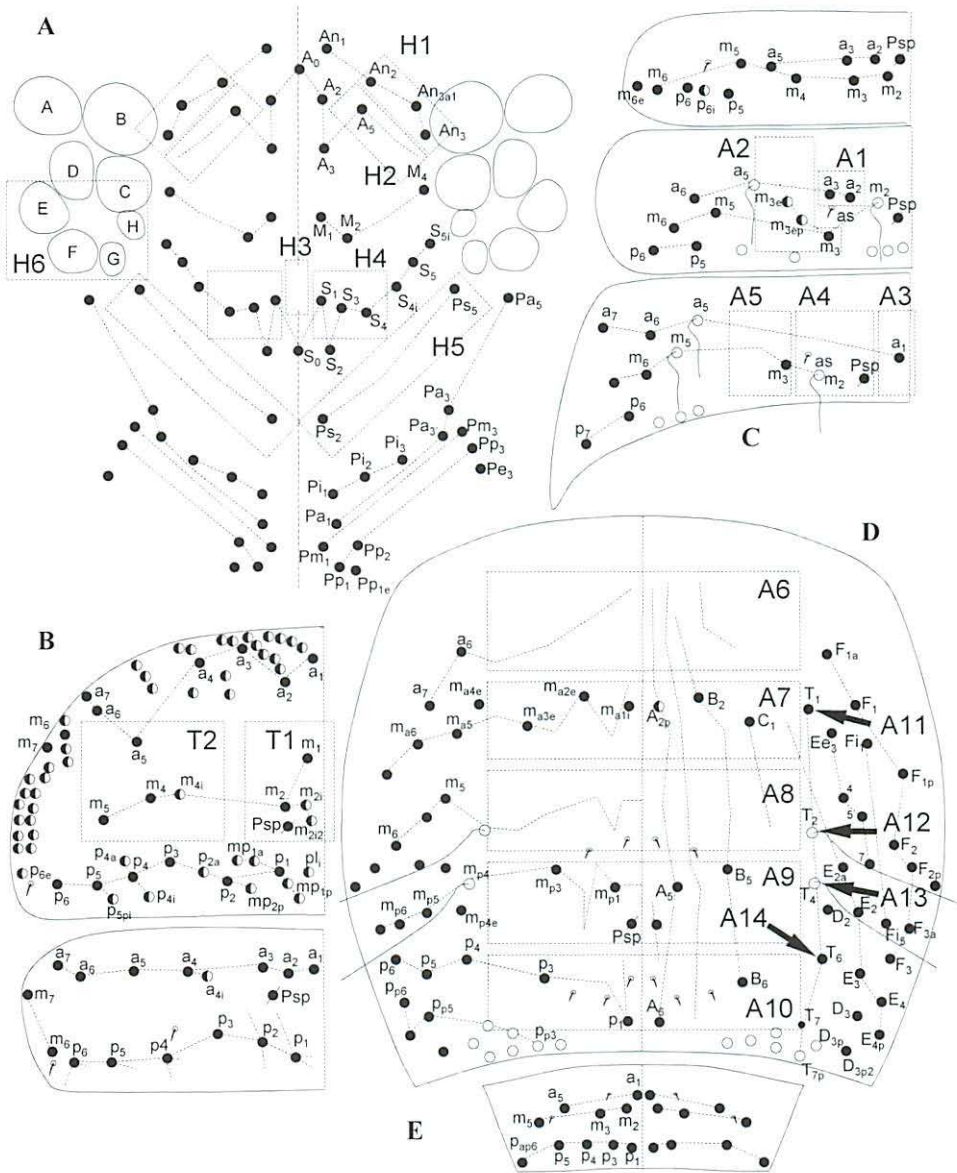 A
An1
A0
An2
H1
A2
An3a1
A5
An3
A3
H2
M4
A
B
D
C
E
H
F
G
H6
M1
M2
H3
H4
S5i
S5
S4i
S1
S3
S4
S0
S2
Ps5
Pa5
H5
Ps2
Pa3
Pa3
Pm3
Pp3
Pe3
Pi3
Pi2
Pi1
Pa1
Pm1
Pp2
Pp1
Pp1e
m5
a5
a3
a2
Psp
m6
m6e
p6
p6i
p5
m4
m3
m2
A2
A1
a5
a6
m3e
a3
a2
m2
m5
m6
m3ep
as
Psp
p6
p5
m3
A5
A4
A3
a7
a6
a5
m5
as
a1
m6
m3
m2
Psp
p6
p7
C
B
a4
a3
a1
a2
a7
a6
m6
m7
a5
T2
T1
m1
m4
m4i
m5
m2
m2i
Psp
m2i2
p6e
p4a
p3
mp1a
p1
pli
p6
p5
p4
p2a
p2
mp1p
p5pi
p4i
mp2p
a7
a6
a5
a4
a4i
a3
a2
a1
m7
Psp
m6
p6
p5
p4
p3
p2
p1
D
A6
a6
F1a
a7
ma4e
ma2e
A7
B2
T1
F1
A11
ma6
ma5
ma3e
ma1i
A2p
C1
Ee3
Fi1
F1p
m5
A8
4
m6
T2
5
A12
F2
mp4
mp3
mp1
A5
B5
A9
T4
E2a
7
F2p
A13
mp6
mp5
mp4e
Psp
A14
D2
E2
Fi5
F3a
p6
p5
p4
p3
T6
F3
E3
B6
pp6
pp5
pp3
p1
A6
A10
T7
D3
E4
D3p
E4p
T7p
D3p2
a1
a5
m5
m3
m2
E
pap6
p5
p4
p3
p1